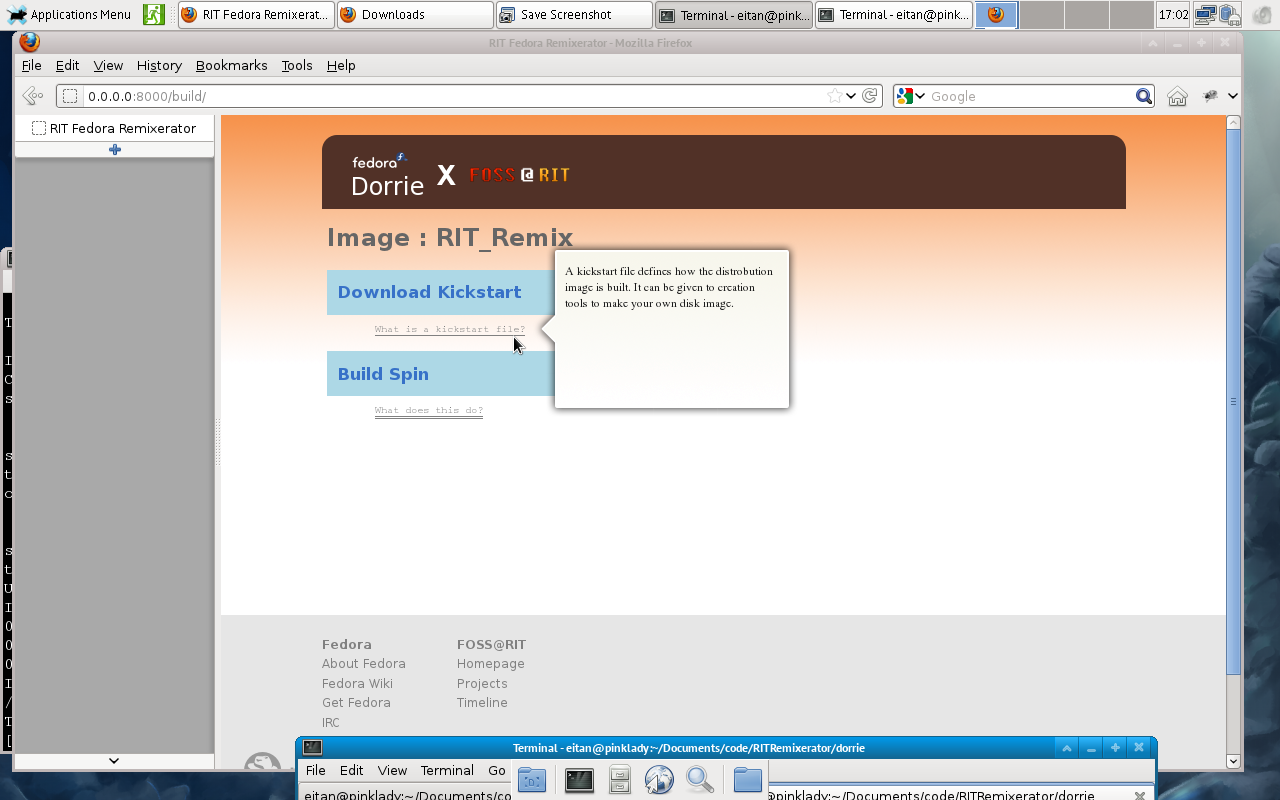 Applications Menu
RIT Fedora Remixerat...
Downloads
Save Screenshot
Terminal - eitan@pink...
Terminal - eitan@pink...
17:02
RIT Fedora Remixerator - Mozilla Firefox
File Edit View History Bookmarks Tools Help
0.0.0.0:8000/build/
Google
RIT Fedora Remixerator
fedora
Dorrie
X
FOSS@RIT
Image : RIT_Remix
Download Kickstart
What is a kickstart file?
A kickstart file defines how the distrobution
image is built. It can be given to creation
tools to make your own disk image.
Build Spin
What does this do?
Fedora
About Fedora
Fedora Wiki
Get Fedora
IRC
FOSS@RIT
Homepage
Projects
Timeline
Terminal - eitan@pinklady:~/Documents/code/RITRemixerator/dorrie
File Edit View Terminal Go
eitan@pinklady:~/Documents/co
@pinklady:~/Documents/code/RITRemixerator/dorrie